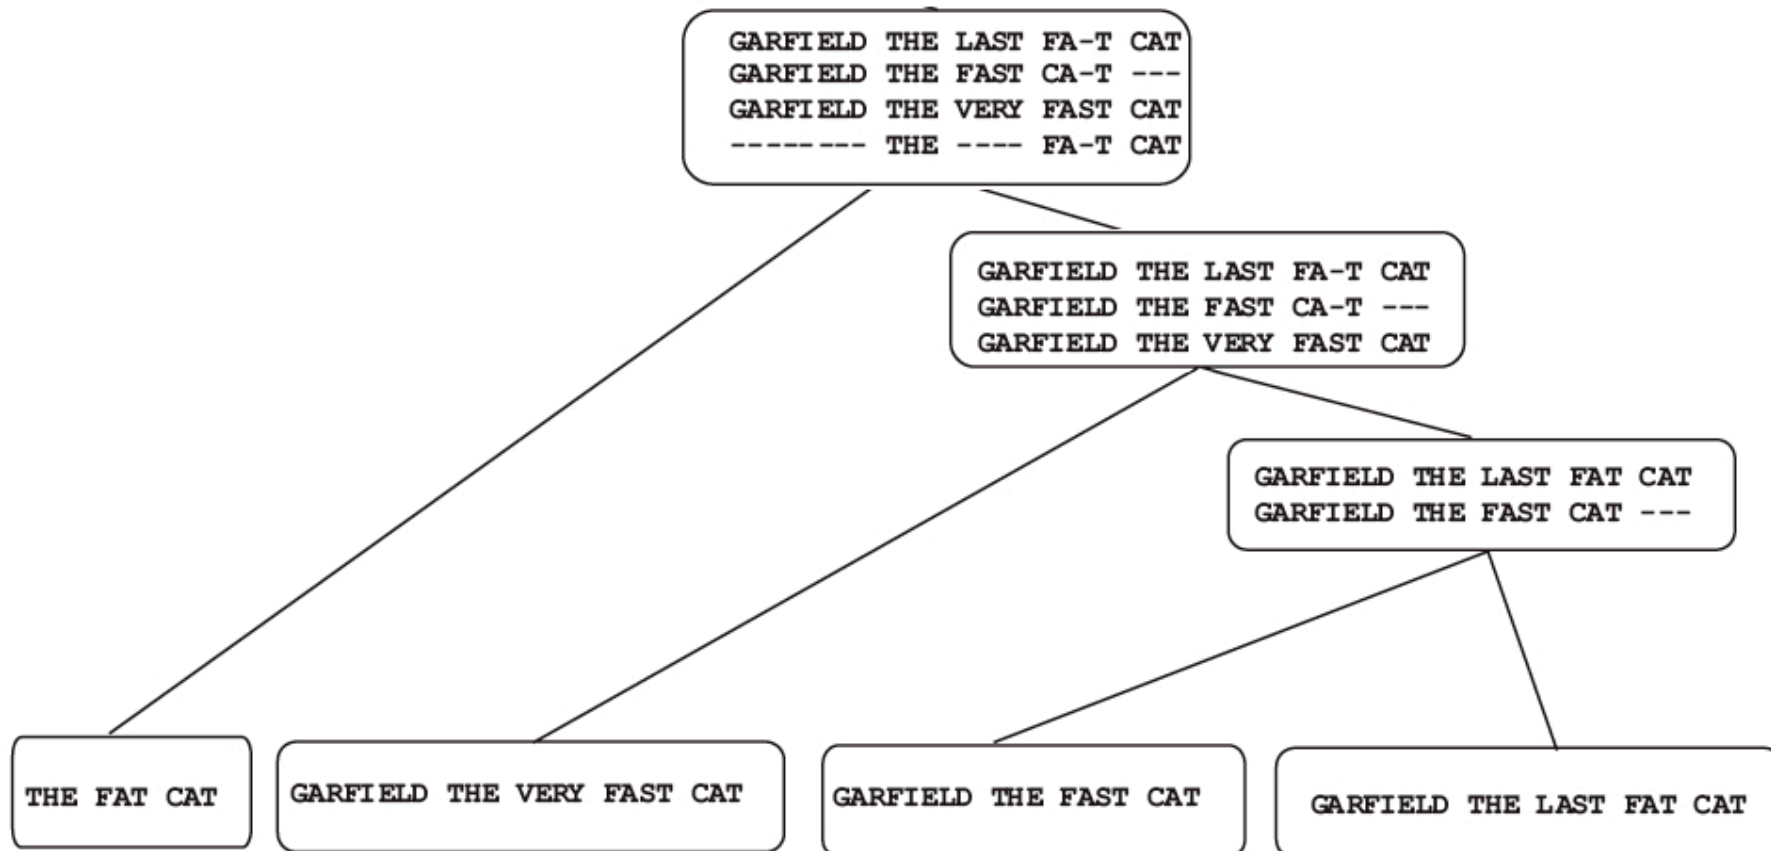 GARFIELD THE LAST FA-T CAT
GARFIELD THE FAST CA-T ---
GARFIELD THE VERY FAST CAT
-------- THE ---- FA-T CAT
GARFIELD THE LAST FA-T CAT
GARFIELD THE FAST CA-T ---
GARFIELD THE VERY FAST CAT
GARFIELD THE LAST FAT CAT
GARFIELD THE FAST CAT ---
THE FAT CAT
GARFIELD THE VERY FAST CAT
GARFIELD THE FAST CAT
GARFIELD THE LAST FAT CAT